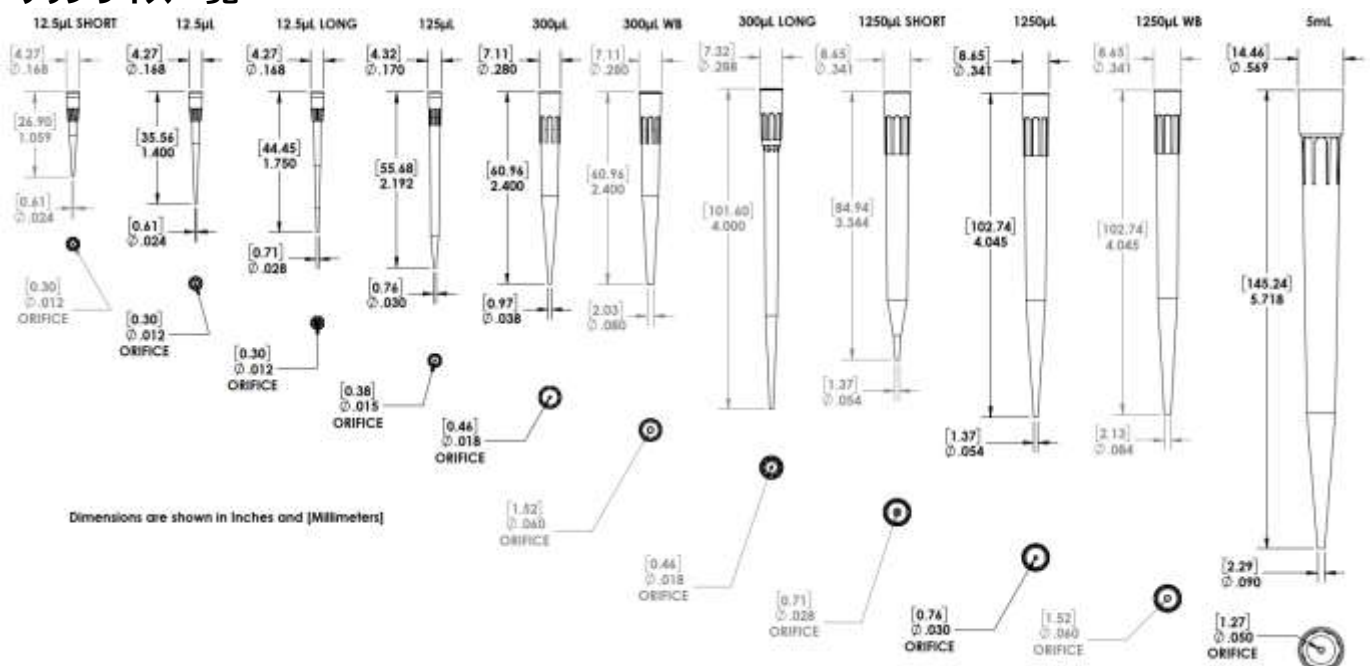 12.5µL SHORT
[4.27]
Ø.168
[26.90]
1.059
[0.61]
Ø.024
[0.30]
Ø.012
ORIFICE
12.5µL
[4.27]
Ø.168
[35.56]
1.400
[0.61]
Ø.024
[0.30]
Ø.012
ORIFICE
12.5µL LONG
[4.27]
Ø.168
[44.45]
1.750
[0.71]
Ø.028
[0.30]
Ø.012
ORIFICE
125µL
[4.32]
Ø.170
[55.68]
2.192
[0.76]
Ø.030
[0.38]
Ø.015
ORIFICE
300µL
[7.11]
Ø.280
[60.96]
2.400
[0.97]
Ø.038
[0.46]
Ø.018
ORIFICE
300µL WB
[7.11]
Ø.280
[60.96]
2.400
[2.03]
Ø.080
[1.52]
Ø.060
ORIFICE
300µL LONG
[7.32]
Ø.288
[101.60]
4.000
[0.46]
Ø.018
ORIFICE
1250µL SHORT
[8.65]
Ø.341
[84.94]
3.344
[1.37]
Ø.054
[0.71]
Ø.028
ORIFICE
1250µL
[8.65]
Ø.341
[102.74]
4.045
[1.37]
Ø.054
[0.76]
Ø.030
ORIFICE
1250µL WB
[8.65]
Ø.341
[102.74]
4.045
[2.13]
Ø.084
[1.52]
Ø.060
ORIFICE
5mL
[14.46]
Ø.569
[145.24]
5.718
[2.29]
Ø.090
[1.27]
Ø.050
ORIFICE
Dimensions are shown in Inches and [Millimeters]